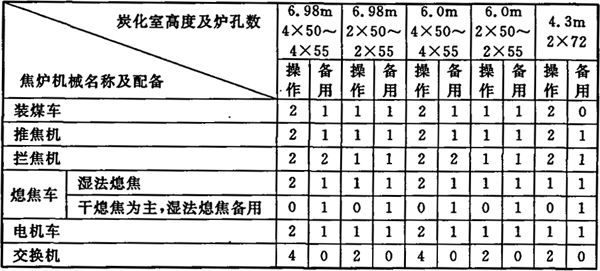 炭化室高度及炉孔数
焦炉机械名称及配备
6.98m 4×50～4×55 6.98m 2×50～2×55 6.0m 4×50～4×55 6.0m 2×50～2×55 4.3m 2×72
操作 备用 操作 备用 操作 备用 操作 备用 操作 备用
装煤车 2 1 1 1 2 1 1 1 2 0
推焦机 2 1 1 1 1 1 1 1 2 1
拦焦机 2 2 1 1 2 2 1 1 2 1
熄焦车 湿法熄焦 2 1 1 1 2 1 1 1 1 1
干熄焦为主,湿法熄焦备用 0 1 0 1 0 1 0 1 0 1
电机车 2 1 1 1 2 1 1 1 1 1
交换机 4 0 2 0 4 0 2 0 2 0